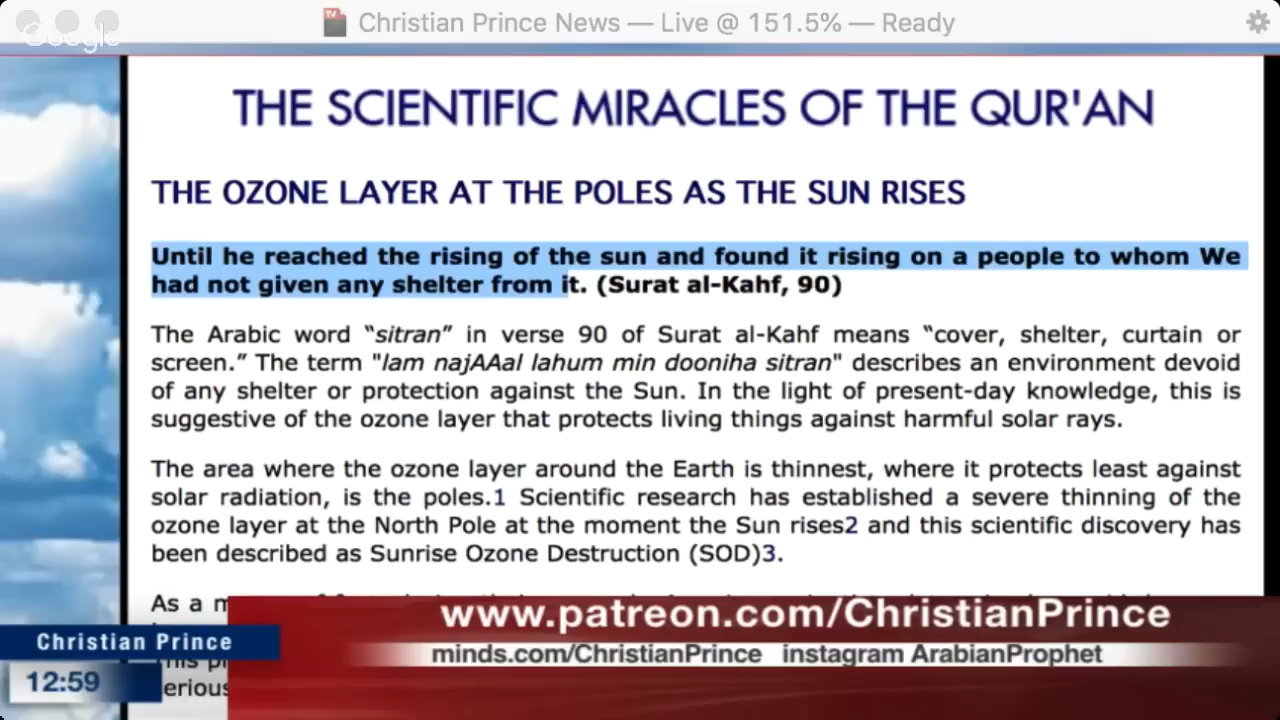 Google
Christian Prince News — Live @ 151.5% — Ready
THE SCIENTIFIC MIRACLES OF THE QUR'AN
THE OZONE LAYER AT THE POLES AS THE SUN RISES
Until he reached the rising of the sun and found it rising on a people to whom We
had not given any shelter from it. (Surat al-Kahf, 90)
The Arabic word “sitran” in verse 90 of Surat al-Kahf means “cover, shelter, curtain or
screen.” The term "lam najAAal lahum min dooniha sitran" describes an environment devoid
of any shelter or protection against the Sun. In the light of present-day knowledge, this is
suggestive of the ozone layer that protects living things against harmful solar rays.
The area where the ozone layer around the Earth is thinnest, where it protects least against
solar radiation, is the poles.1 Scientific research has established a severe thinning of the
ozone layer at the North Pole at the moment the Sun rises2 and this scientific discovery has
been described as Sunrise Ozone Destruction (SOD)3.
As a
www.patreon.com/ChristianPrince
Christian Prince
minds.com/ChristianPrince instagram ArabianProphet
12:59